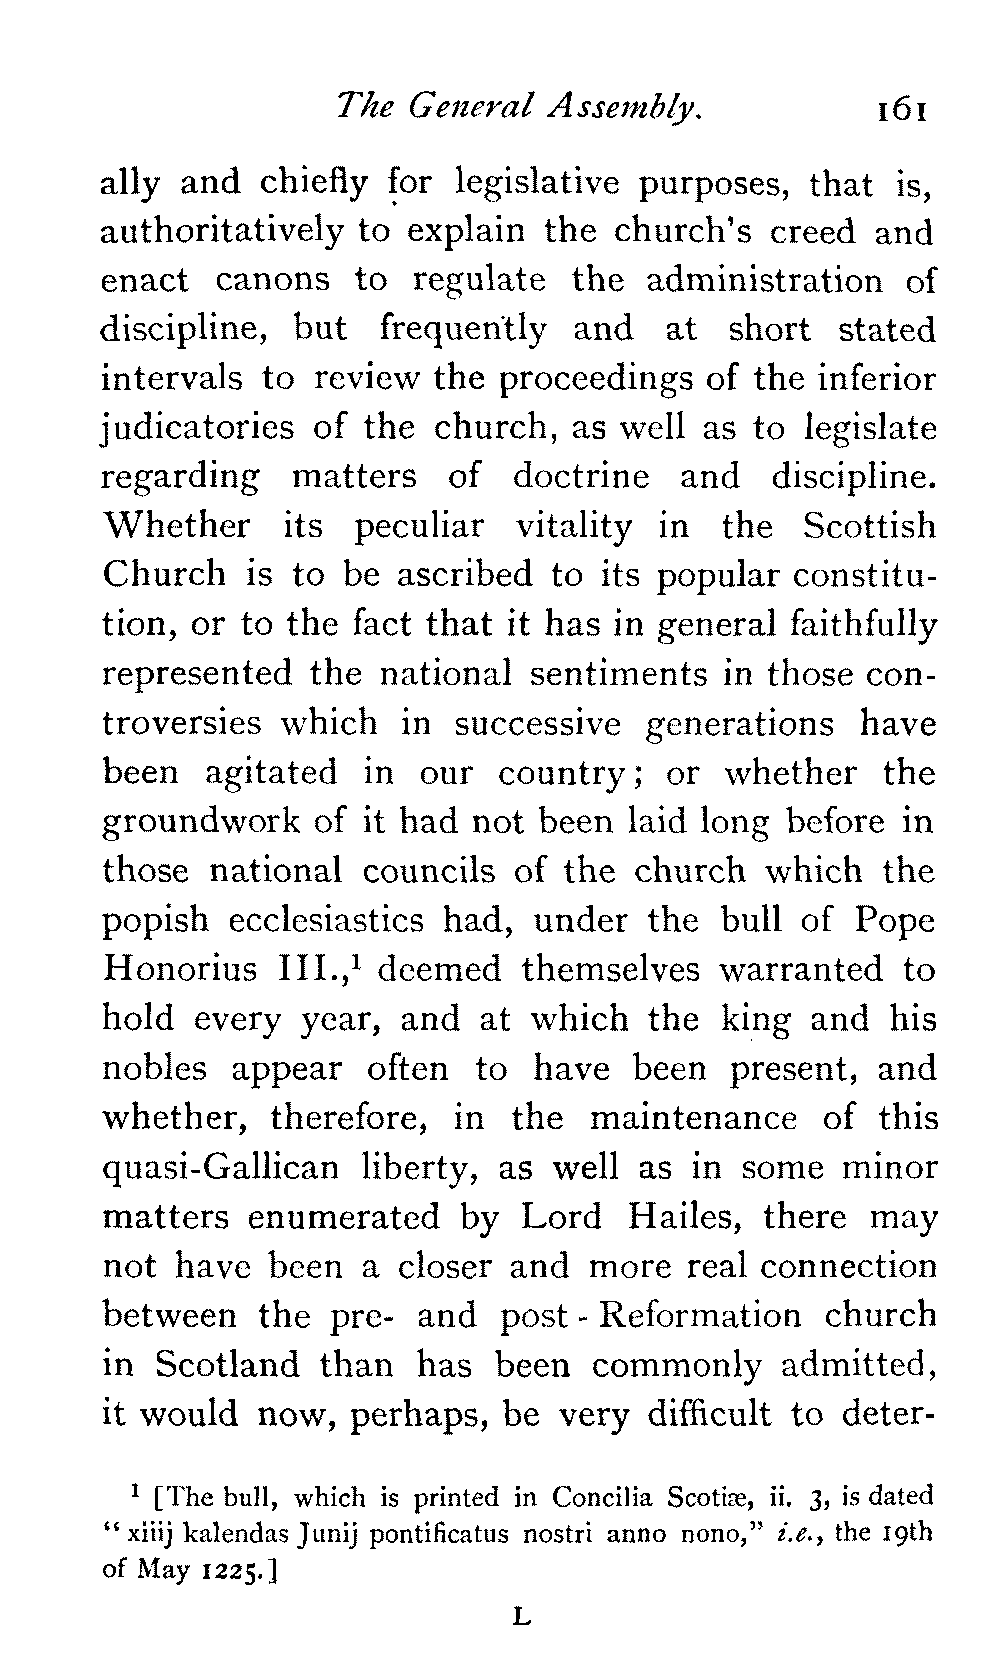 The General Assembly. 161
ally and chiefly for legislative purposes, that is,
authoritatively to explain the church's creed and
enact canons to regulate the administration of
discipline, but frequently and at short stated
intervals to review the proceedings of the inferior
judicatories of the church, as well as to legislate
regarding matters of doctrine and discipline.
Whether its peculiar vitality in the Scottish
Church is to be ascribed to its popular constitu-
tion, or to the fact that it has in general faithfully
represented the national sentiments in those con-
troversies which in successive generations have
been agitated in our country; or whether the
groundwork of it had not been laid long before in
those national councils of the church which the
popish ecclesiastics had, under the bull of Pope
Honorius III.,¹ deemed themselves warranted to
hold every year, and at which the king and his
nobles appear often to have been present, and
whether, therefore, in the maintenance of this
quasi-Gallican liberty, as well as in some minor
matters enumerated by Lord Hailes, there may
not have been a closer and more real connection
between the pre- and post-Reformation church
in Scotland than has been commonly admitted,
it would now, perhaps, be very difficult to deter-
¹ [The bull, which is printed in Concilia Scotiæ, ii. 3, is dated
“xiiij kalendas Junij pontificatus nostri anno nono,” i.e., the 19th
of May 1225.]
L